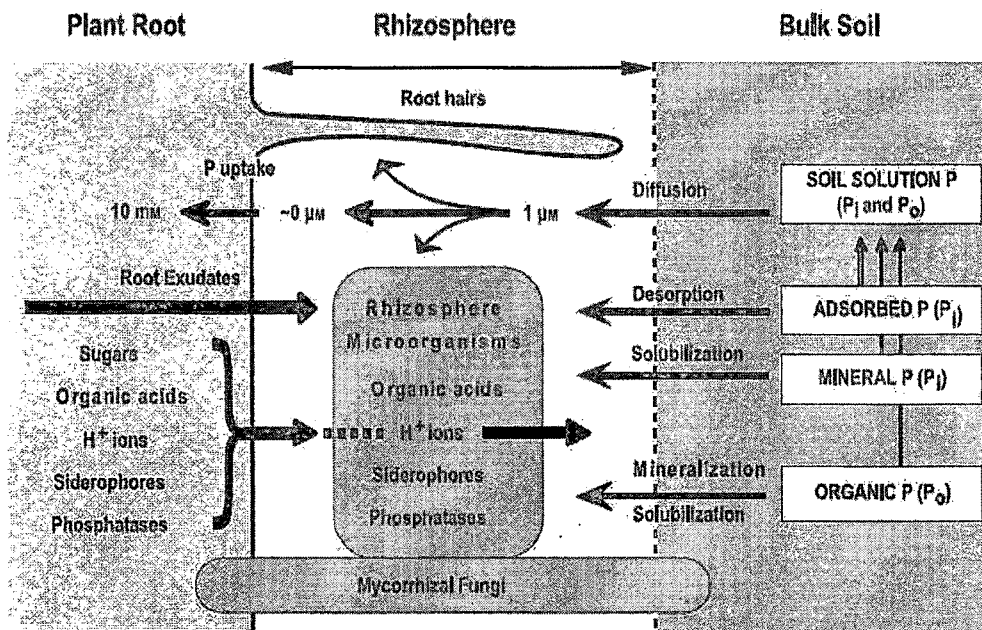 Plant Root
Rhizosphere
Bulk Soil
Root hairs
P uptake
10 mM
~0 µM
1 µM
Diffusion
SOIL SOLUTION P
(Pi and Po)
Root Exudates
Sugars
Organic acids
H+ ions
Siderophores
Phosphatases
Rhizosphere
Microorganisms
Organic acids
H+ ions
Siderophores
Phosphatases
Mycorrhizal Fungi
Desorption
ADSORBED P (Pi)
Solubilization
MINERAL P (Pi)
Mineralization
Solubilization
ORGANIC P (Po)